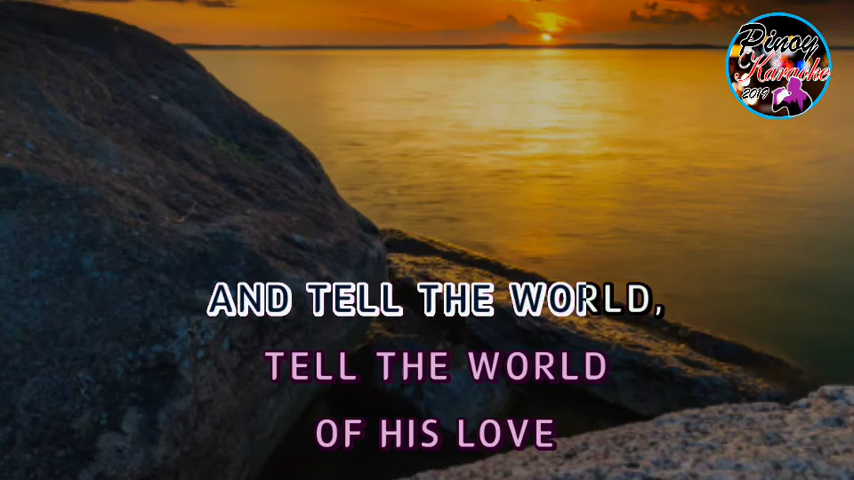 Pinoy
Karaoke
2019
AND TELL THE WORLD,
TELL THE WORLD
OF HIS LOVE